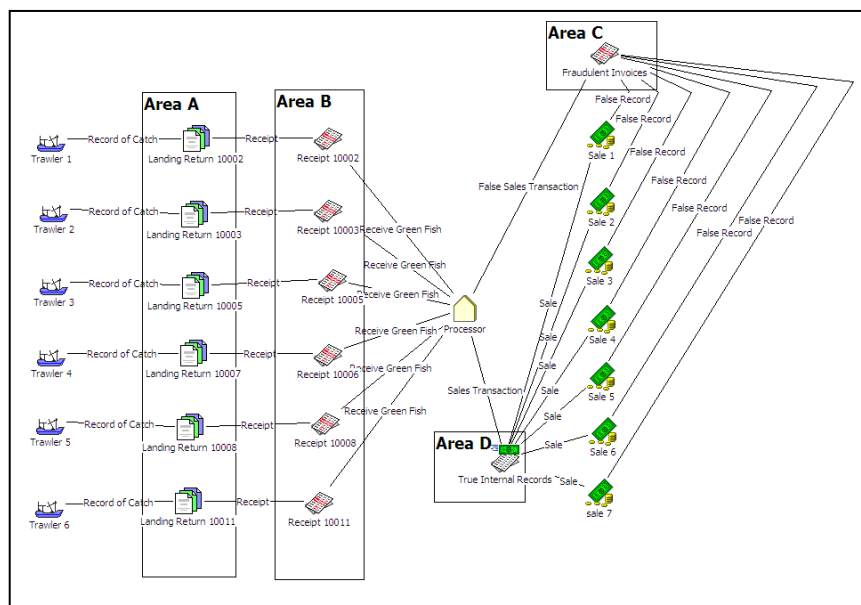 Area C
Fraudulent Invoices
Area A
Area B
Area D
Trawler 1
Record of Catch
Landing Return 10002
Receipt
Receipt 10002
Trawler 2
Record of Catch
Landing Return 10003
Receipt
Receipt 10003
Trawler 3
Record of Catch
Landing Return 10005
Receipt
Receipt 10005
Trawler 4
Record of Catch
Landing Return 10007
Receipt
Receipt 10006
Trawler 5
Record of Catch
Landing Return 10008
Receipt
Receipt 10008
Trawler 6
Record of Catch
Landing Return 10011
Receipt
Receipt 10011
Receive Green Fish
Receive Green Fish
Receive Green Fish
Receive Green Fish
Receive Green Fish
Receive Green Fish
Processor
False Sales Transaction
Sales Transaction
True Internal Records
False Record
False Record
False Record
False Record
False Record
False Record
False Record
Sale 1
Sale 2
Sale 3
Sale 4
Sale 5
Sale 6
sale 7
Sale
Sale
Sale
Sale
Sale
Sale
Sale